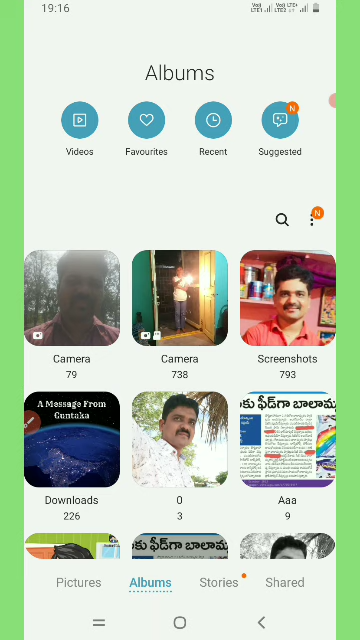 19:16
Albums
N
Videos
Favourites
Recent
Suggested
N
Camera
79
Camera
738
Screenshots
793
A Message From
Guntaka
కు ఫీడ్‌గా బాలామ
Downloads
226
0
3
Aaa
9
కు ఫీడ్‌గా బాలామ
Pictures
Albums
Stories
Shared